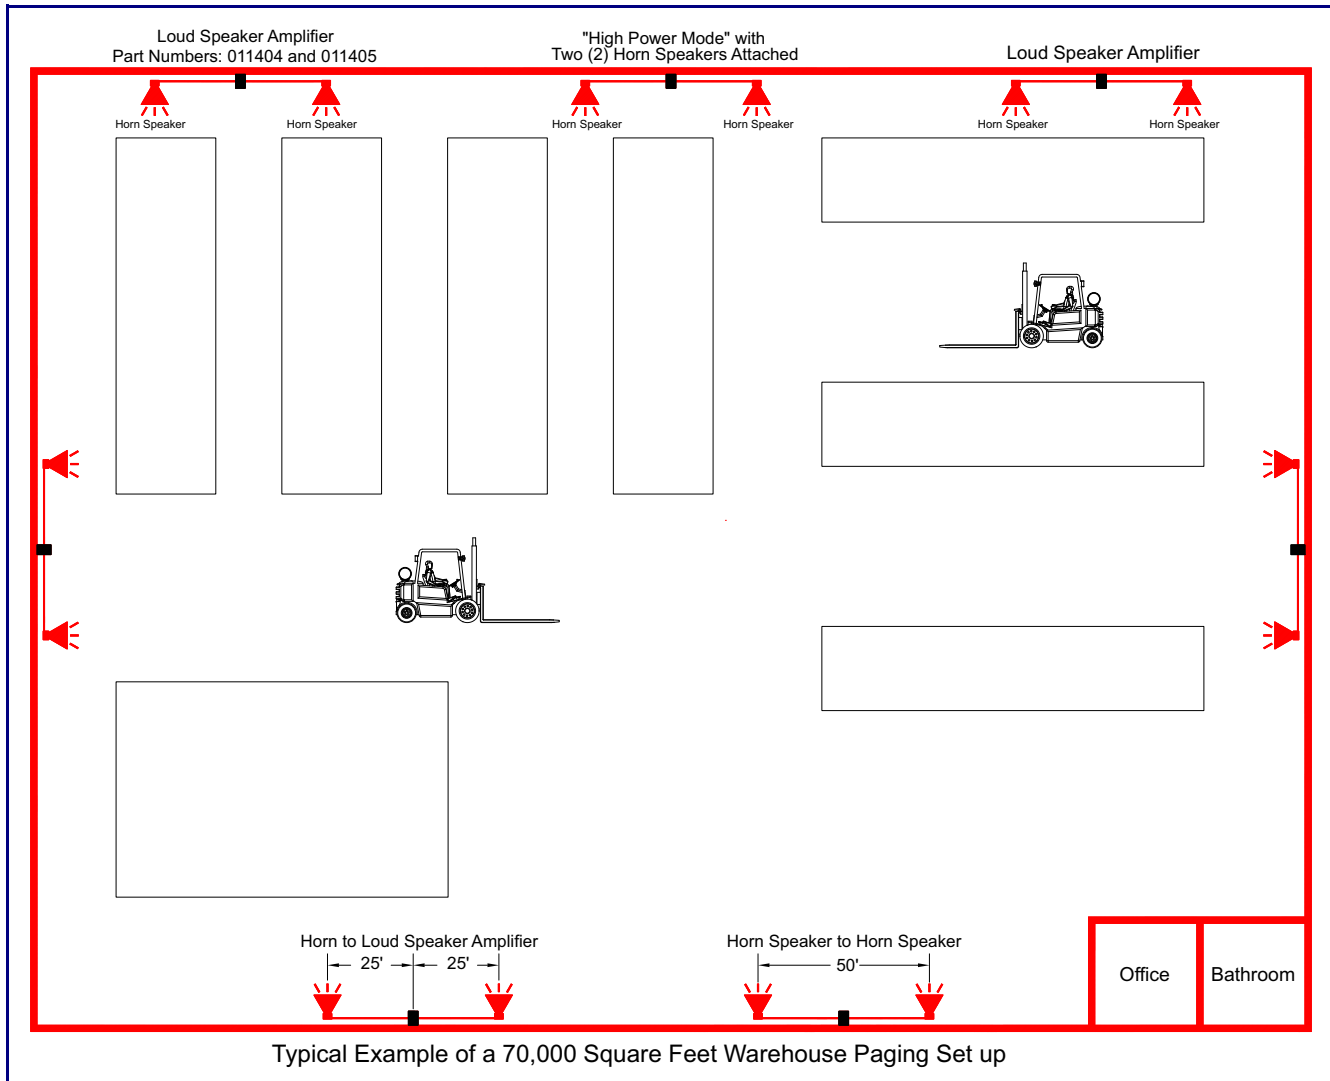 Loud Speaker Amplifier
Part Numbers: 011404 and 011405
"High Power Mode" with
Two (2) Horn Speakers Attached
Loud Speaker Amplifier
Horn Speaker
Horn Speaker
Horn Speaker
Horn Speaker
Horn Speaker
Horn Speaker
Horn to Loud Speaker Amplifier
25'
25'
Horn Speaker to Horn Speaker
50'
Office
Bathroom
Typical Example of a 70,000 Square Feet Warehouse Paging Set up